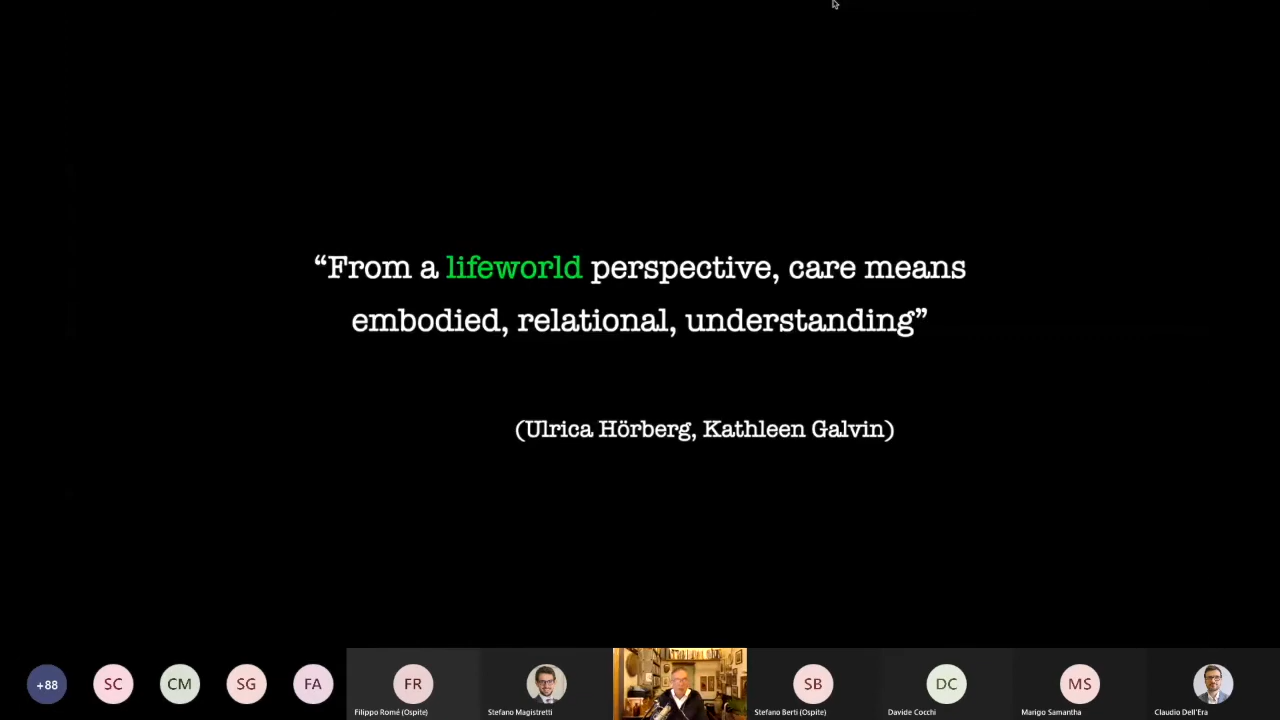 “From a lifeworld perspective, care means
embodied, relational, understanding”
(Ulrica Hörberg, Kathleen Galvin)
+88
SC
CM
SG
FA
FR
SB
DC
MS
Filippo Romé (Ospite)
Stefano Magistretti
Stefano Berti (Ospite)
Davide Cocchi
Marigo Samantha
Claudio Dell'Era